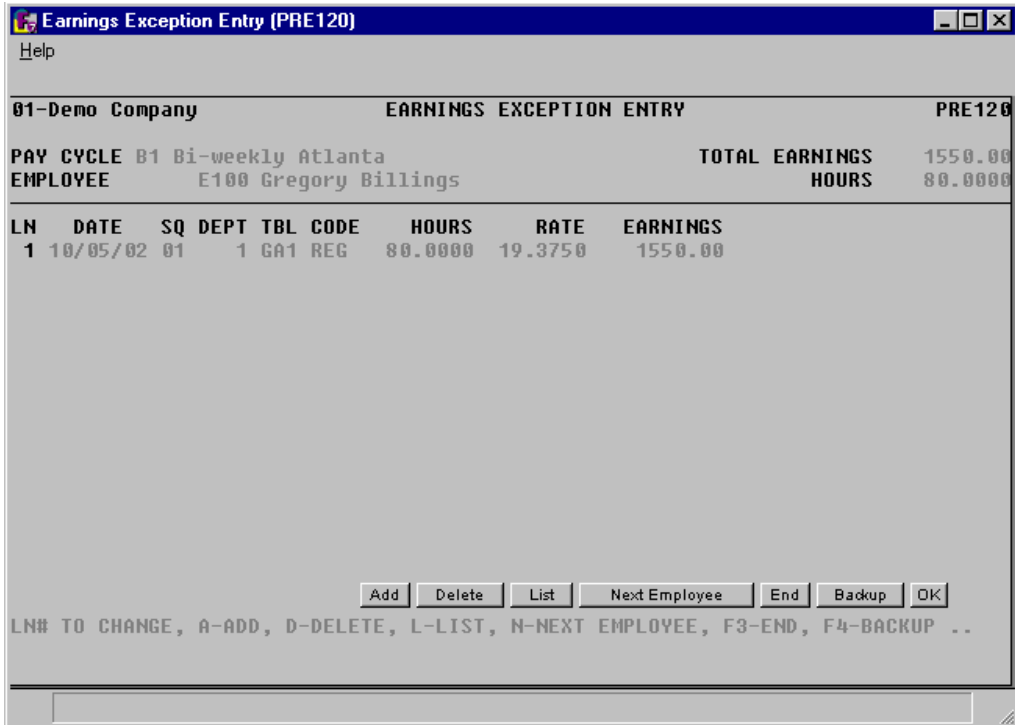 Earnings Exception Entry (PRE120)
Help
01-Demo Company EARNINGS EXCEPTION ENTRY PRE120
PAY CYCLE B1 Bi-weekly Atlanta TOTAL EARNINGS 1550.00
EMPLOYEE E100 Gregory Billings HOURS 80.0000
LN DATE SQ DEPT TBL CODE HOURS RATE EARNINGS
1 10/05/02 01 1 GA1 REG 80.0000 19.3750 1550.00
Add Delete List Next Employee End Backup OK
LN# TO CHANGE, A-ADD, D-DELETE, L-LIST, N-NEXT EMPLOYEE, F3-END, F4-BACKUP ..